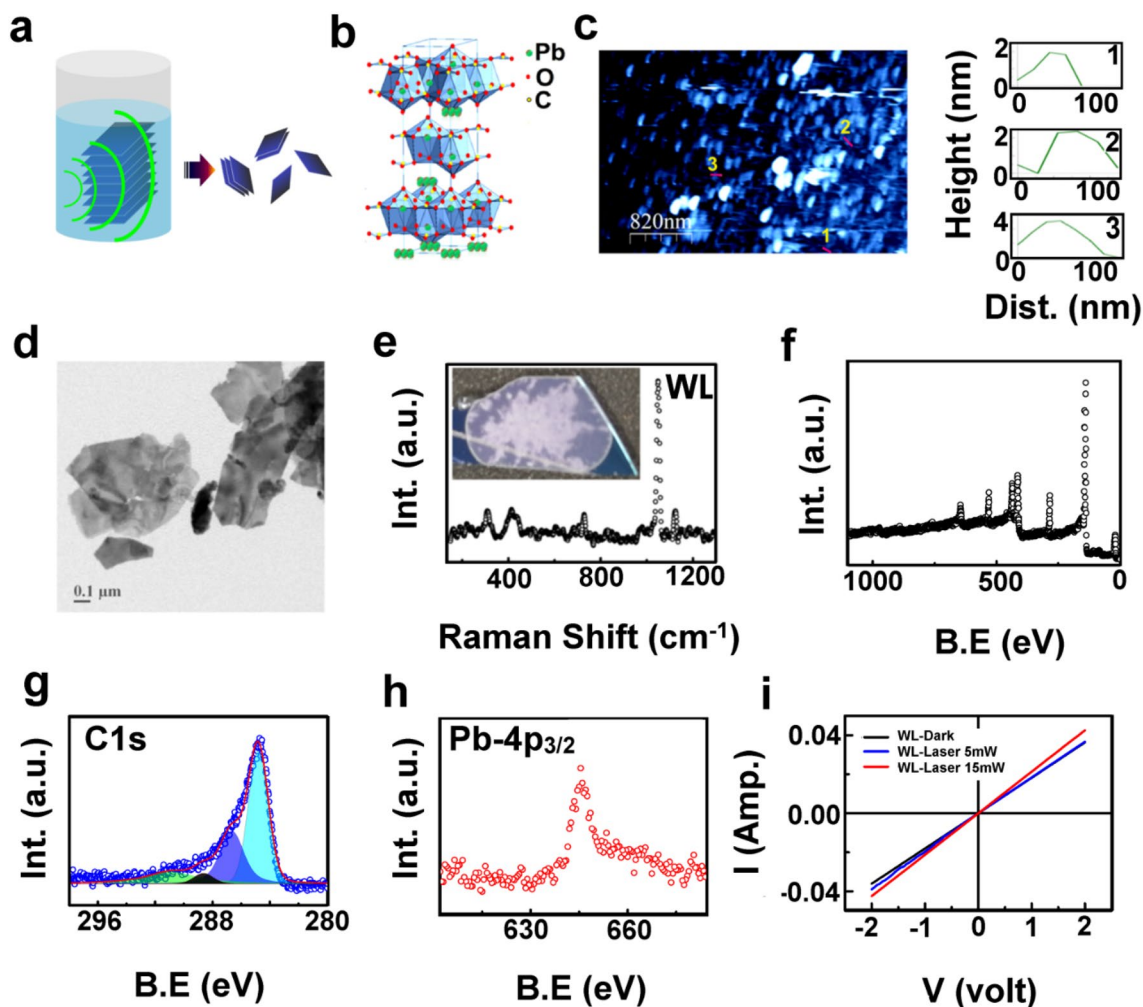 a
b
Pb
O
C
c
820nm
1
2
3
Height (nm)
2
0
0
100
1
2
0
0
100
2
4
0
0
100
3
Dist. (nm)
d
0.1 µm
e
WL
Int. (a.u.)
400
800
1200
Raman Shift (cm-1)
f
Int. (a.u.)
1000
500
0
B.E (eV)
g
C1s
Int. (a.u.)
296
288
280
B.E (eV)
h
Pb-4p3/2
Int. (a.u.)
630
660
B.E (eV)
i
WL-Dark
WL-Laser 5mW
WL-Laser 15mW
I (Amp.)
0.04
0.00
-0.04
-2
-1
0
1
2
V (volt)